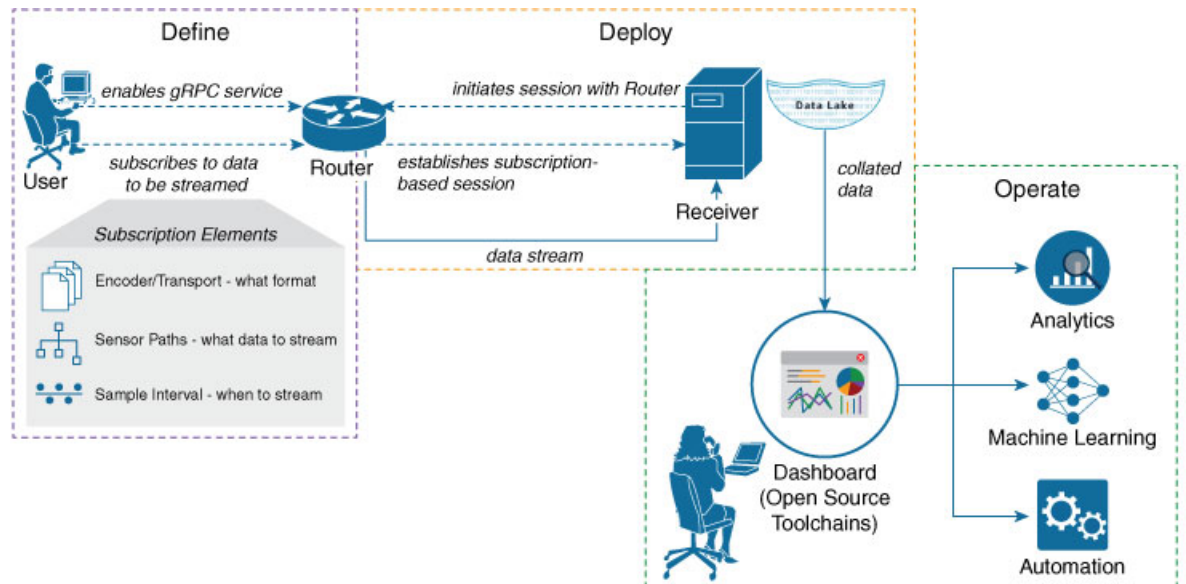 Define
enables gRPC service
User
subscribes to data
to be streamed
Router
Subscription Elements
Encoder/Transport - what format
Sensor Paths - what data to stream
Sample Interval - when to stream
Deploy
initiates session with Router
establishes subscription-
based session
Receiver
Data Lake
data stream
collated
data
Operate
Dashboard
(Open Source
Toolchains)
Analytics
Machine Learning
Automation